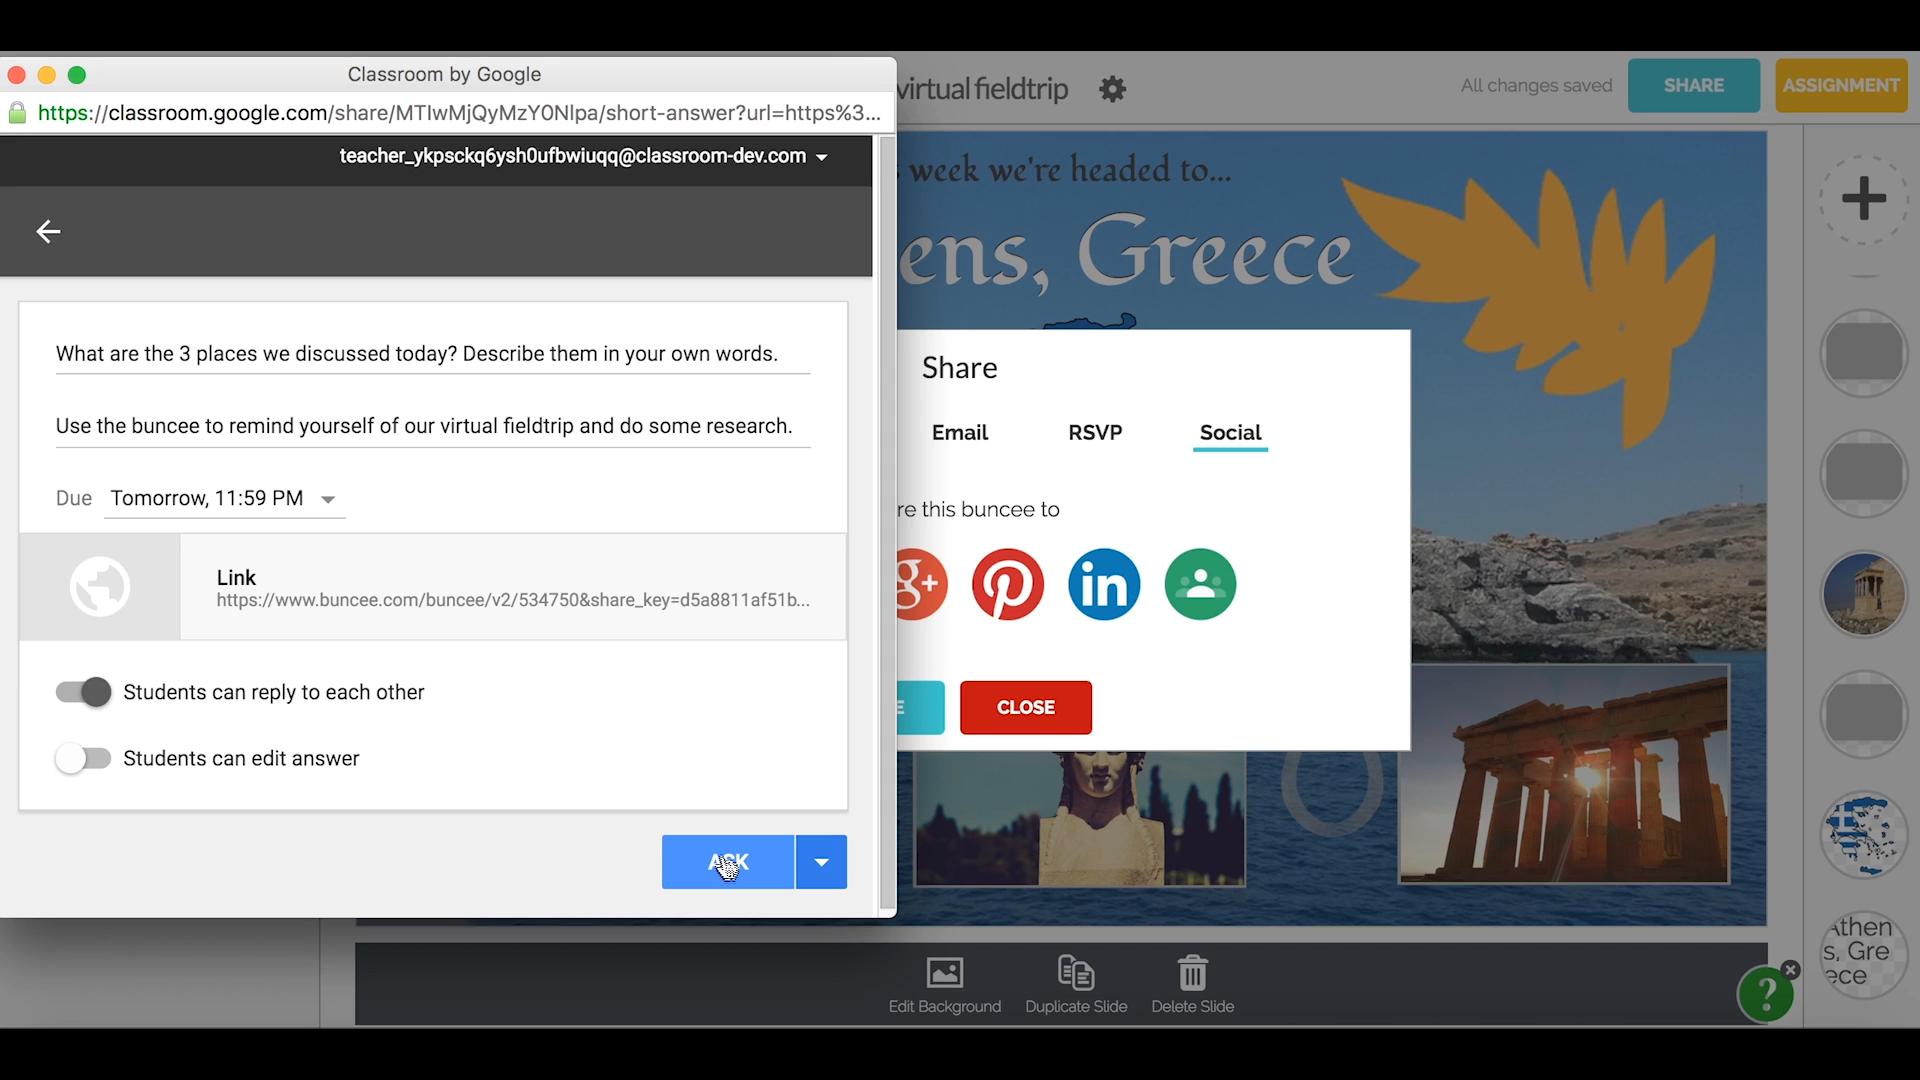 Classroom by Google
https://classroom.google.com/share/MTIwMjQyMzY0Nlpa/short-answer?url=https%3...
teacher_ykpsckq6ysh0ufbwiuqq@classroom-dev.com
What are the 3 places we discussed today? Describe them in your own words.
Use the buncee to remind yourself of our virtual fieldtrip and do some research.
Due Tomorrow, 11:59 PM
Link
https://www.buncee.com/buncee/v2/534750&share_key=d5a8811af51b...
Students can reply to each other
Students can edit answer
ASK
virtual fieldtrip
All changes saved
SHARE
ASSIGNMENT
week we're headed to...
ens, Greece
Share
Email
RSVP
Social
re this buncee to
g+
in
E
CLOSE
Edit Background
Duplicate Slide
Delete Slide
Athen
s, Gre
ece
?